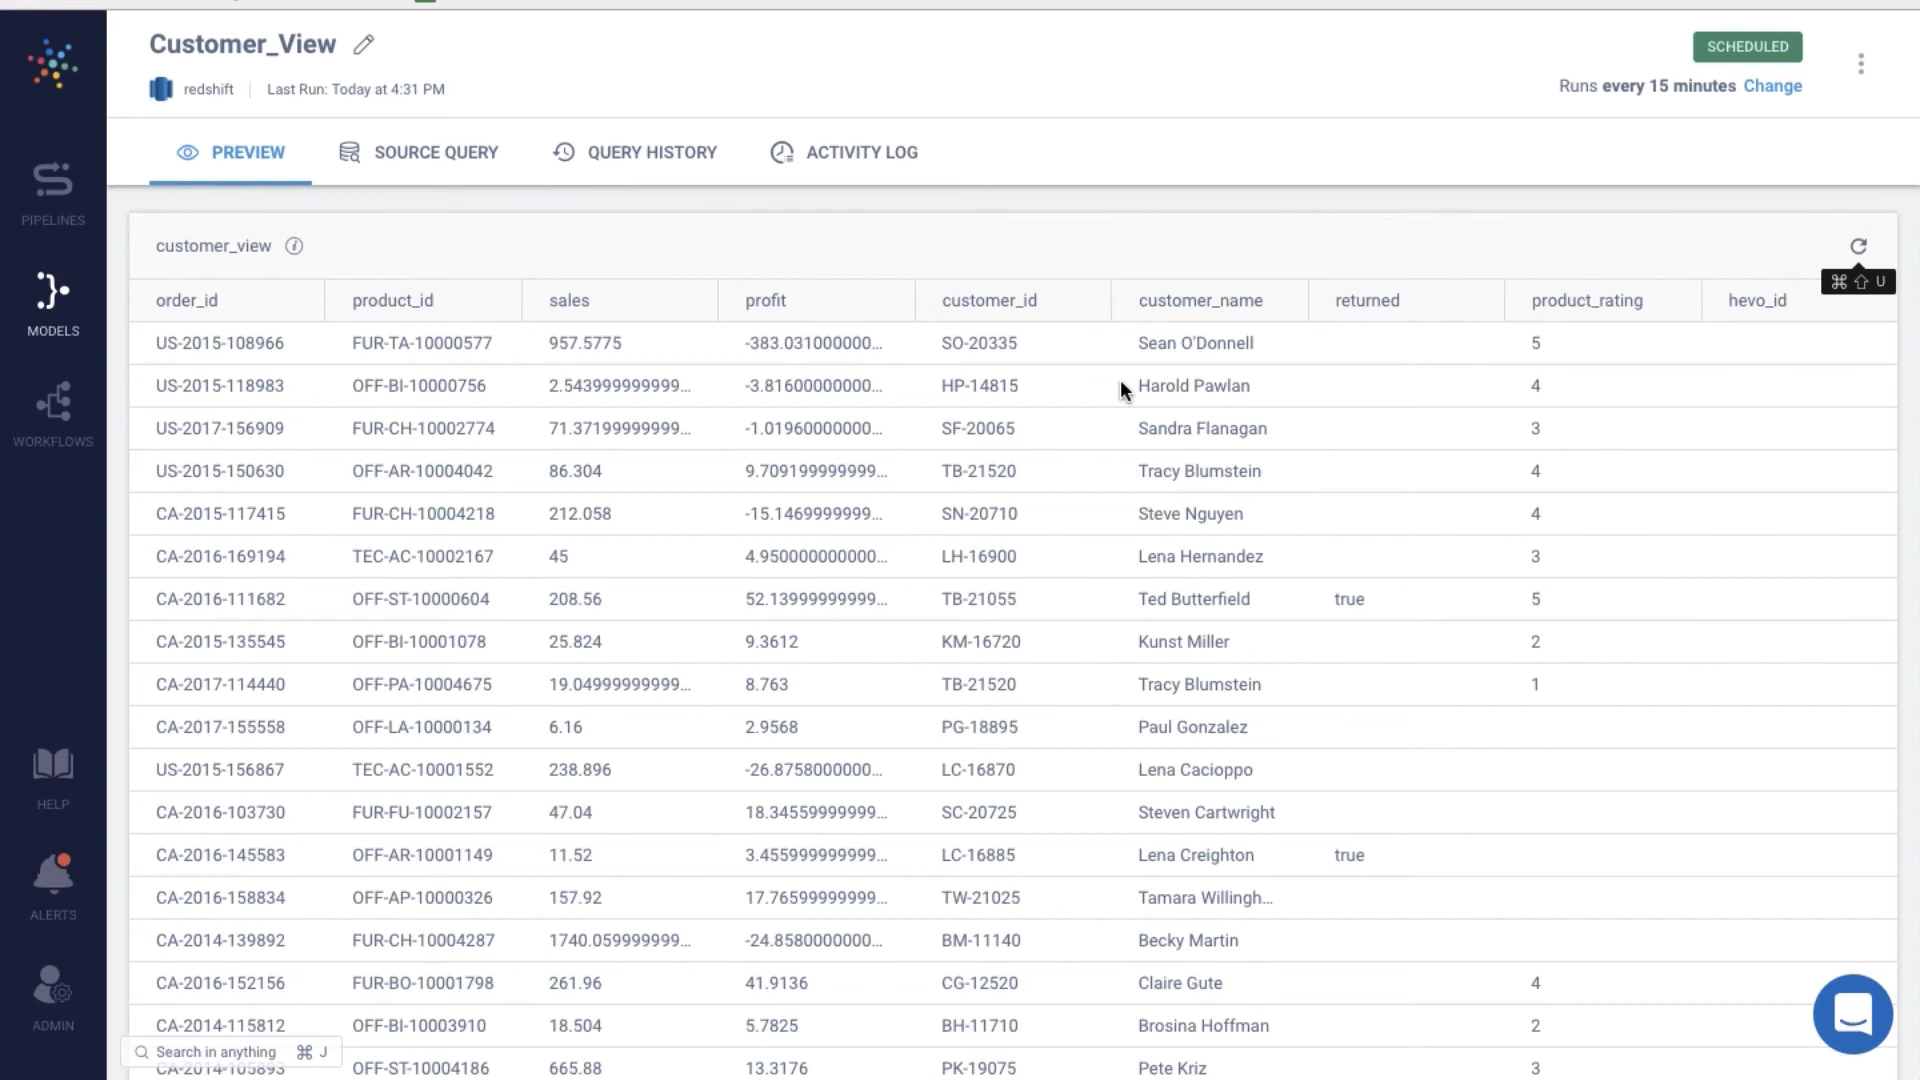 Customer_View
SCHEDULED
redshift Last Run: Today at 4:31 PM
Runs every 15 minutes Change
PREVIEW SOURCE QUERY QUERY HISTORY ACTIVITY LOG
PIPELINES
MODELS
WORKFLOWS
HELP
ALERTS
ADMIN
customer_view
⌘ ⇧ U
order_id product_id sales profit customer_id customer_name returned product_rating hevo_id
US-2015-108966 FUR-TA-10000577 957.5775 -383.031000000... SO-20335 Sean O'Donnell 5
US-2015-118983 OFF-BI-10000756 2.543999999999... -3.81600000000... HP-14815 Harold Pawlan 4
US-2017-156909 FUR-CH-10002774 71.37199999999... -1.01960000000... SF-20065 Sandra Flanagan 3
US-2015-150630 OFF-AR-10004042 86.304 9.709199999999... TB-21520 Tracy Blumstein 4
CA-2015-117415 FUR-CH-10004218 212.058 -15.1469999999... SN-20710 Steve Nguyen 4
CA-2016-169194 TEC-AC-10002167 45 4.950000000000... LH-16900 Lena Hernandez 3
CA-2016-111682 OFF-ST-10000604 208.56 52.13999999999... TB-21055 Ted Butterfield true 5
CA-2015-135545 OFF-BI-10001078 25.824 9.3612 KM-16720 Kunst Miller 2
CA-2017-114440 OFF-PA-10004675 19.04999999999... 8.763 TB-21520 Tracy Blumstein 1
CA-2017-155558 OFF-LA-10000134 6.16 2.9568 PG-18895 Paul Gonzalez
US-2015-156867 TEC-AC-10001552 238.896 -26.8758000000... LC-16870 Lena Cacioppo
CA-2016-103730 FUR-FU-10002157 47.04 18.34559999999... SC-20725 Steven Cartwright
CA-2016-145583 OFF-AR-10001149 11.52 3.455999999999... LC-16885 Lena Creighton true
CA-2016-158834 OFF-AP-10000326 157.92 17.76599999999... TW-21025 Tamara Willingh...
CA-2014-139892 FUR-CH-10004287 1740.059999999... -24.8580000000... BM-11140 Becky Martin
CA-2016-152156 FUR-BO-10001798 261.96 41.9136 CG-12520 Claire Gute 4
CA-2014-115812 OFF-BI-10003910 18.504 5.7825 BH-11710 Brosina Hoffman 2
Search in anything ⌘ J
CA-2014-105893 OFF-ST-10004186 665.88 13.3176 PK-19075 Pete Kriz 3